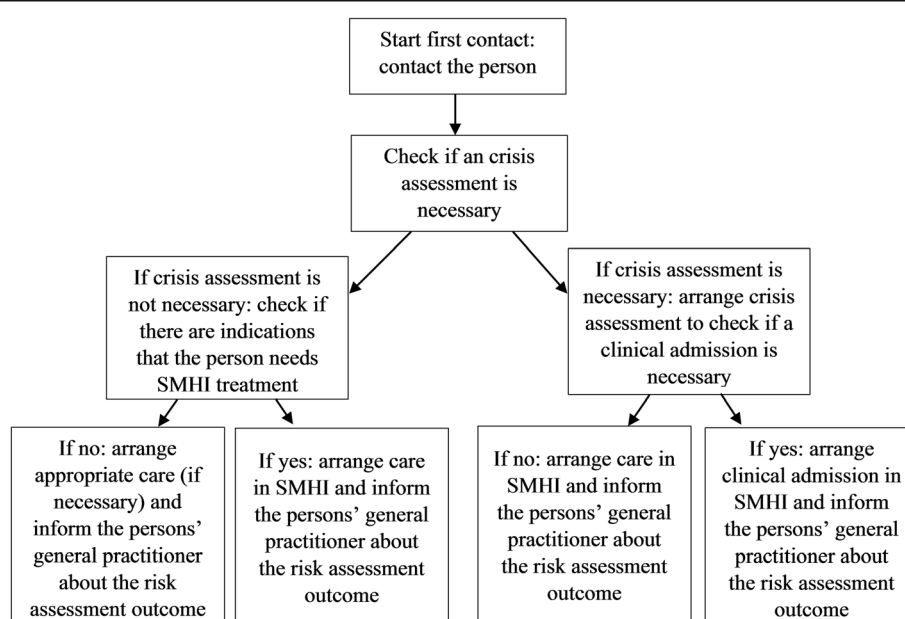 Start first contact:
contact the person
Check if an crisis
assessment is
necessary
If crisis assessment is
not necessary: check if
there are indications
that the person needs
SMHI treatment
If crisis assessment is
necessary: arrange crisis
assessment to check if a
clinical admission is
necessary
If no: arrange
appropriate care (if
necessary) and
inform the persons’
general practitioner
about the risk
assessment outcome
If yes: arrange care
in SMHI and inform
the persons’ general
practitioner about
the risk assessment
outcome
If no: arrange care in
SMHI and inform
the persons’ general
practitioner about the
risk assessment
outcome
If yes: arrange
clinical admission in
SMHI and inform
the persons’ general
practitioner about
the risk assessment
outcome